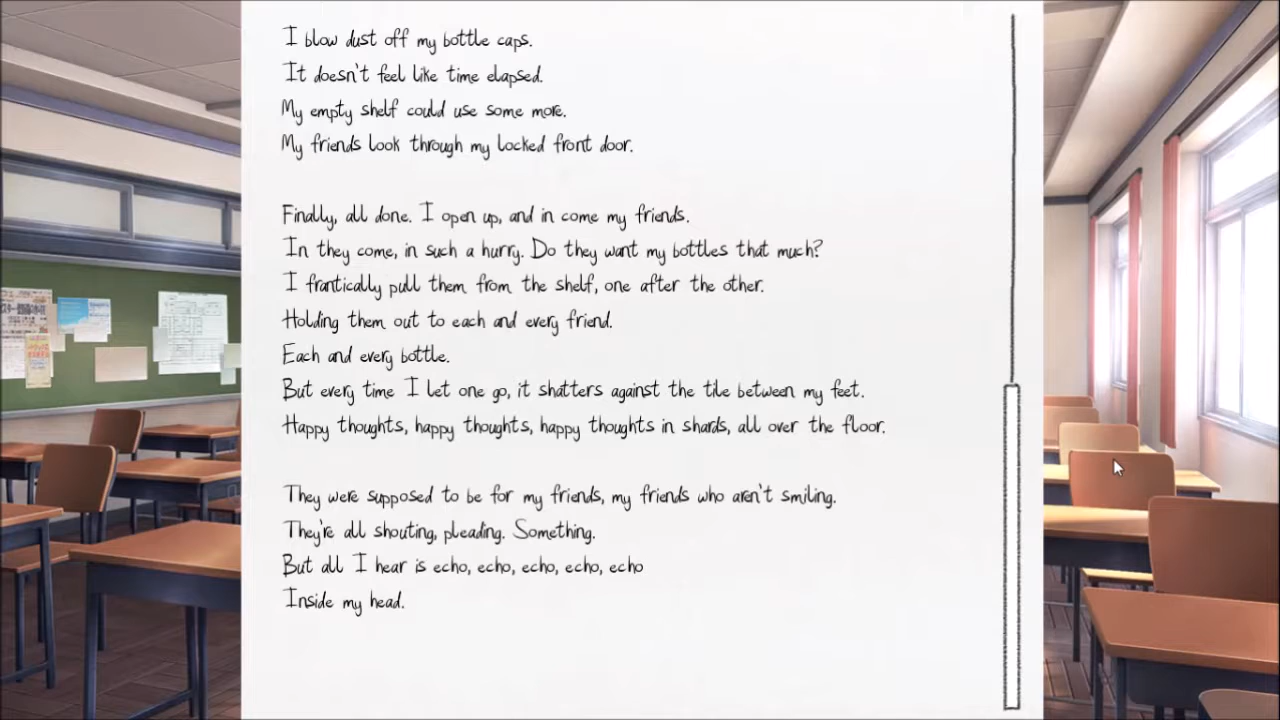 I blow dust off my bottle caps.
It doesn't feel like time elapsed.
My empty shelf could use some more.
My friends look through my locked front door.
Finally, all done. I open up, and in come my friends.
In they come, in such a hurry. Do they want my bottles that much?
I frantically pull them from the shelf, one after the other.
Holding them out to each and every friend.
Each and every bottle.
But every time I let one go, it shatters against the tile between my feet.
Happy thoughts, happy thoughts, happy thoughts in shards, all over the floor.
They were supposed to be for my friends, my friends who aren't smiling.
They're all shouting, pleading. Something.
But all I hear is echo, echo, echo, echo, echo
Inside my head.